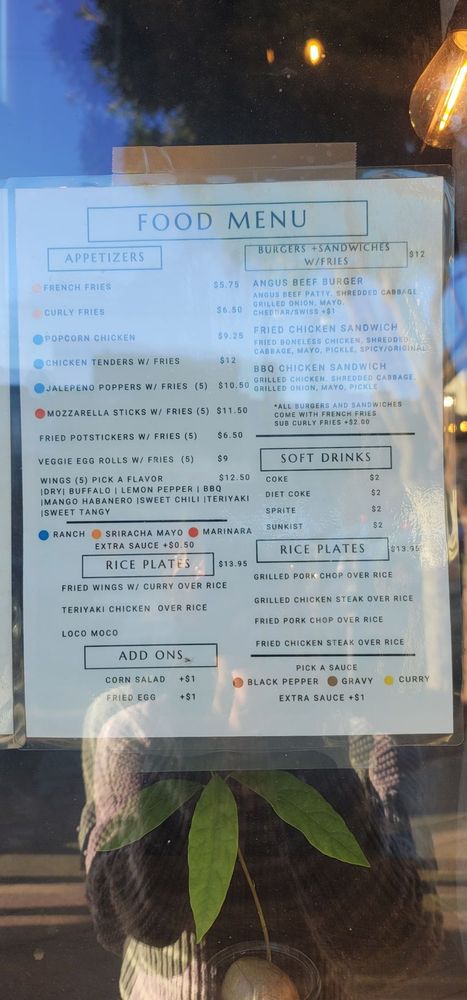 FOOD MENU
APPETIZERS
FRENCH FRIES $5.75
CURLY FRIES $6.50
POPCORN CHICKEN $9.25
CHICKEN TENDERS W/ FRIES $12
JALEPENO POPPERS W/ FRIES (5) $10.50
MOZZARELLA STICKS W/ FRIES (5) $11.50
FRIED POTSTICKERS W/ FRIES (5) $6.50
VEGGIE EGG ROLLS W/ FRIES (5) $9
WINGS (5) PICK A FLAVOR $12.50
|DRY| BUFFALO | LEMON PEPPER | BBQ
|MANGO HABANERO |SWEET CHILI |TERIYAKI
|SWEET TANGY
RANCH SRIRACHA MAYO MARINARA
EXTRA SAUCE +$0.50
RICE PLATES $13.95
FRIED WINGS W/ CURRY OVER RICE
TERIYAKI CHICKEN OVER RICE
LOCO MOCO
ADD ONS
CORN SALAD +$1
FRIED EGG +$1
BURGERS +SANDWICHES $12
W/FRIES
ANGUS BEEF BURGER
ANGUS BEEF PATTY, SHREDDED CABBAGE,
GRILLED ONION, MAYO.
CHEDDAR/SWISS +$1
FRIED CHICKEN SANDWICH
FRIED BONELESS CHICKEN, SHREDDED
CABBAGE, MAYO, PICKLE, SPICY/ORIGINAL
BBQ CHICKEN SANDWICH
GRILLED CHICKEN, SHREDDED CABBAGE,
GRILLED ONION, MAYO, PICKLE
*ALL BURGERS AND SANDWICHES
COME WITH FRENCH FRIES
SUB CURLY FRIES +$2.00
SOFT DRINKS
COKE $2
DIET COKE $2
SPRITE $2
SUNKIST $2
RICE PLATES $13.95
GRILLED PORK CHOP OVER RICE
GRILLED CHICKEN STEAK OVER RICE
FRIED PORK CHOP OVER RICE
FRIED CHICKEN STEAK OVER RICE
PICK A SAUCE
BLACK PEPPER GRAVY CURRY
EXTRA SAUCE +$1